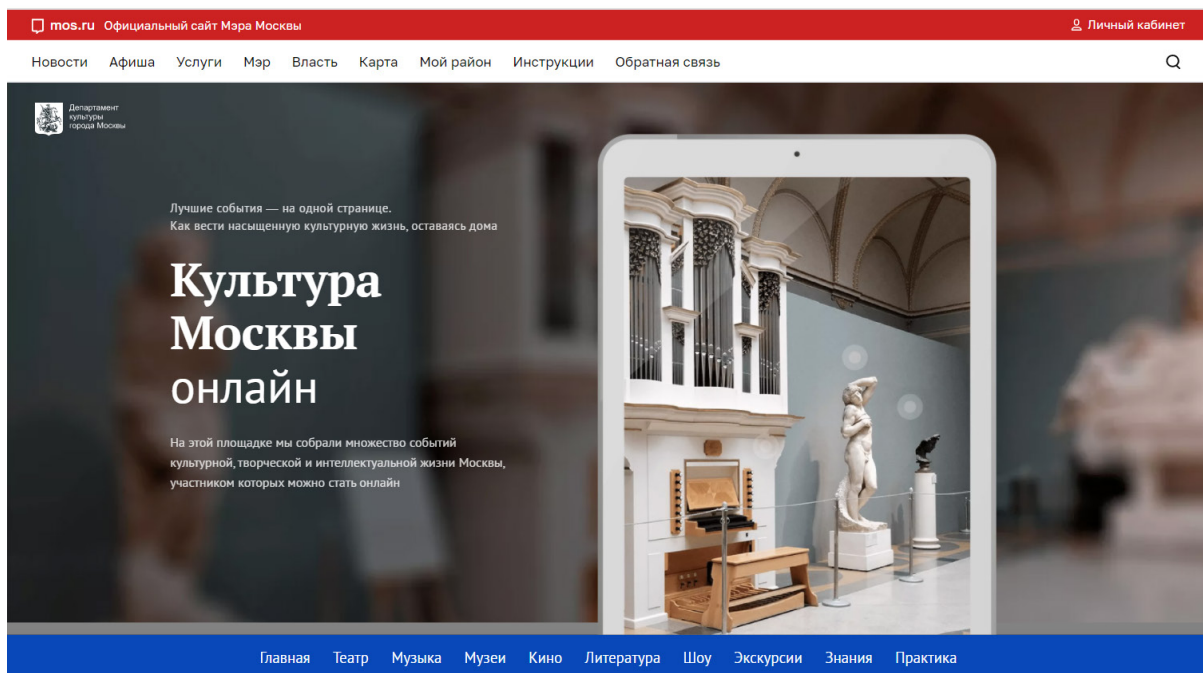 mos.ru Официальный сайт Мэра Москвы
Личный кабинет
Новости Афиша Услуги Мэр Власть Карта Мой район Инструкции Обратная связь
Департамент
культуры
города Москвы
Лучшие события — на одной странице.
Как вести насыщенную культурную жизнь, оставаясь дома
Культура
Москвы
онлайн
На этой площадке мы собрали множество событий
культурной, творческой и интеллектуальной жизни Москвы,
участником которых можно стать онлайн
Главная Театр Музыка Музеи Кино Литература Шоу Экскурсии Знания Практика